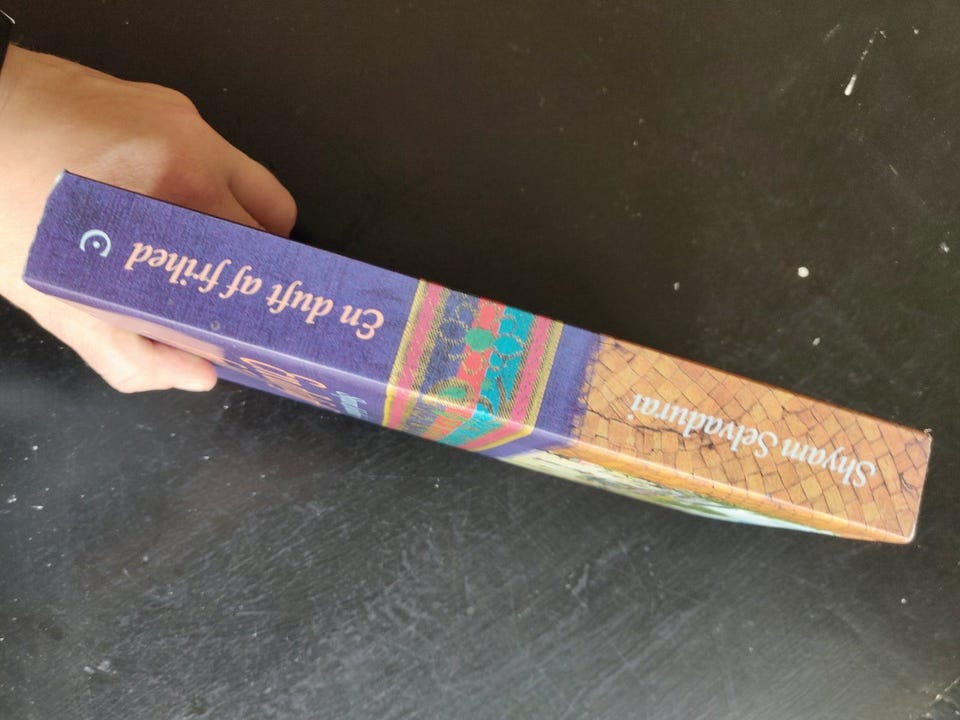 Shyam Selvadurai
En duft af frihed